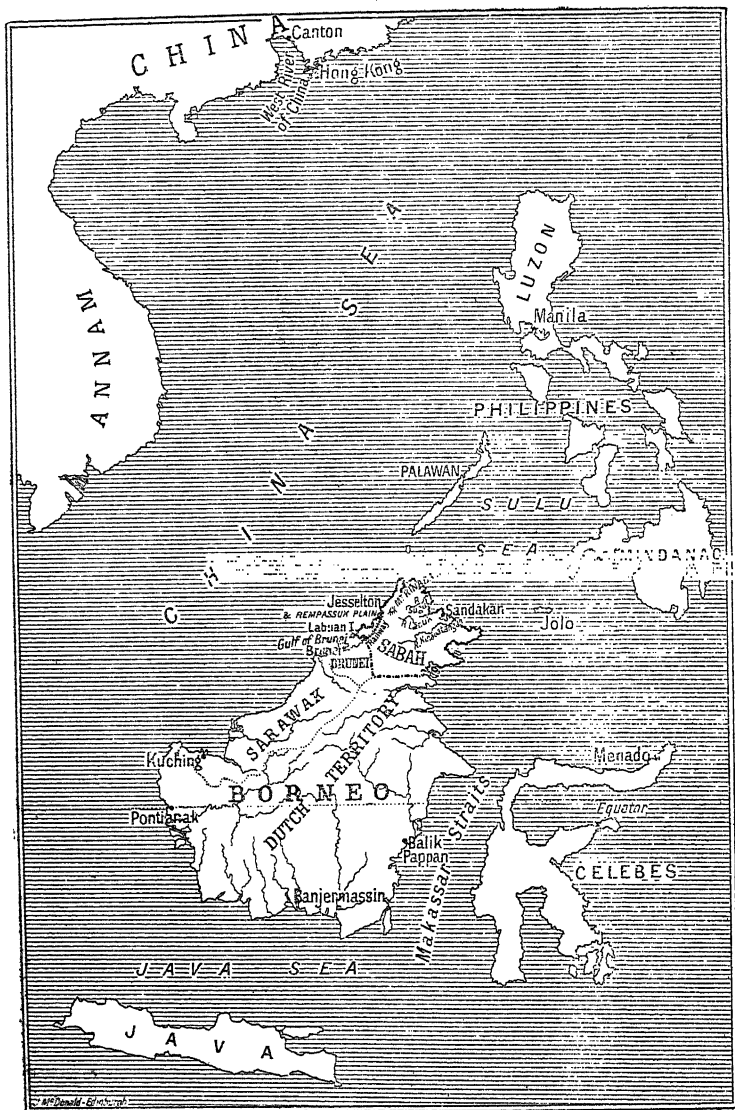 CHINA
Canton
West River
of China
Hong Kong
CHINA SEA
ANNAM
LUZON
Manila
PHILIPPINES
PALAWAN
SULU
SEA
MINDANAO
Jesselton
& REMPASSUK PLAINS
Labuan I.
Gulf of Brunei
Brunei
BRUNEI
Railway
Sandakan
Jolo
SABAH
SARAWAK
DUTCH TERRITORY
Kuching
BORNEO
Pontianak
Menado
Equator
Balik
Pappan
Makassar Straits
CELEBES
Banjermassin
JAVA SEA
JAVA
McDonald-Edinburgh